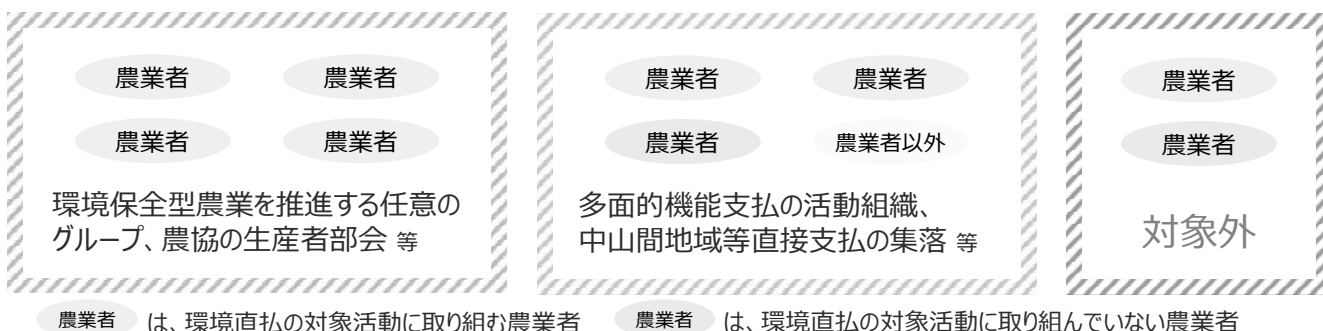 農業者 農業者
農業者 農業者
環境保全型農業を推進する任意の
グループ、農協の生産者部会 等
農業者 農業者
農業者 農業者以外
多面的機能支払の活動組織、
中山間地域等直接支払の集落 等
農業者
農業者
対象外
農業者 は、環境直払の対象活動に取り組む農業者
農業者 は、環境直払の対象活動に取り組んでいない農業者